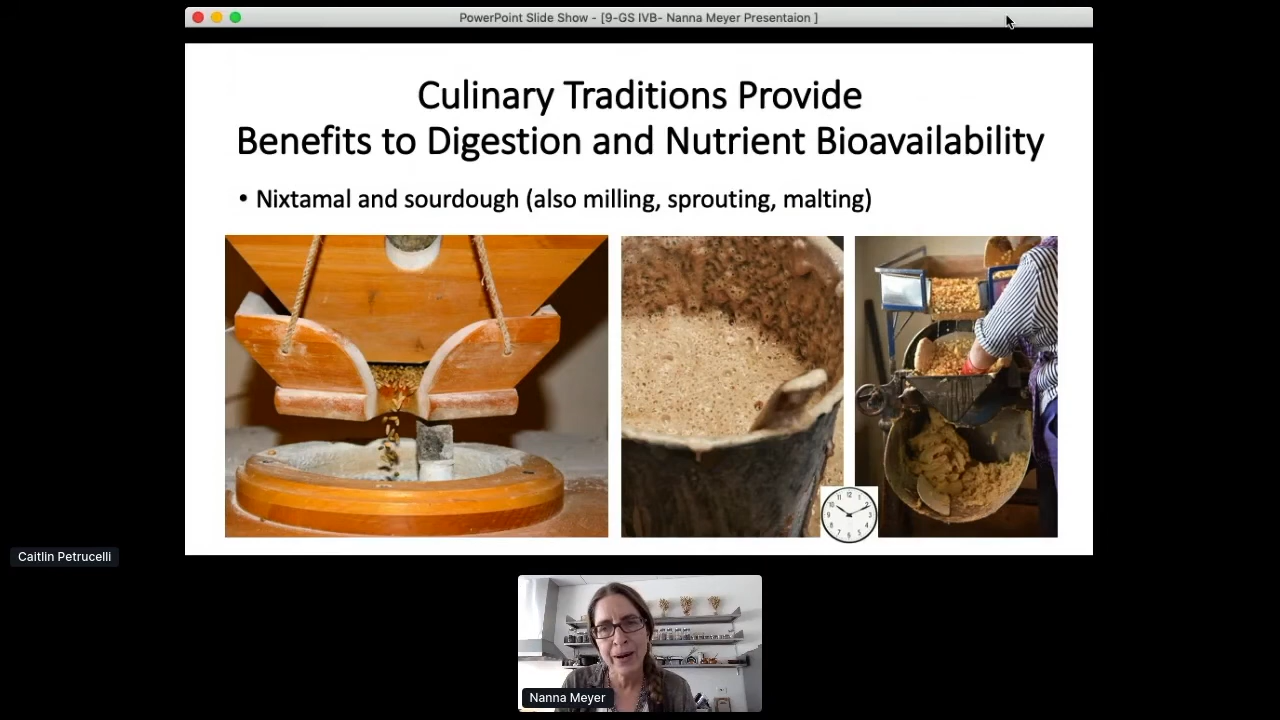 PowerPoint Slide Show - [9-GS IVB- Nanna Meyer Presentaion ]
Culinary Traditions Provide
Benefits to Digestion and Nutrient Bioavailability
• Nixtamal and sourdough (also milling, sprouting, malting)
Caitlin Petrucelli
Nanna Meyer